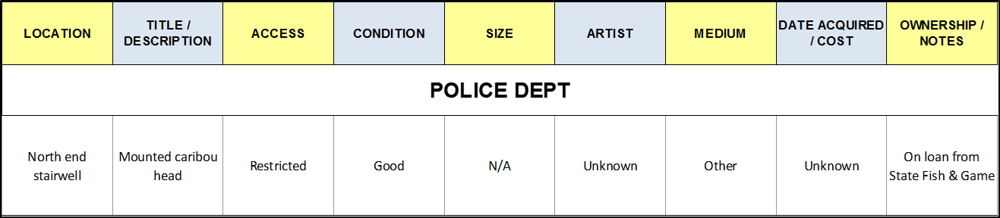 LOCATION
TITLE /
DESCRIPTION
ACCESS
CONDITION
SIZE
ARTIST
MEDIUM
DATE ACQUIRED
/ COST
OWNERSHIP /
NOTES
POLICE DEPT
North end
stairwell
Mounted caribou
head
Restricted
Good
N/A
Unknown
Other
Unknown
On loan from
State Fish & Game